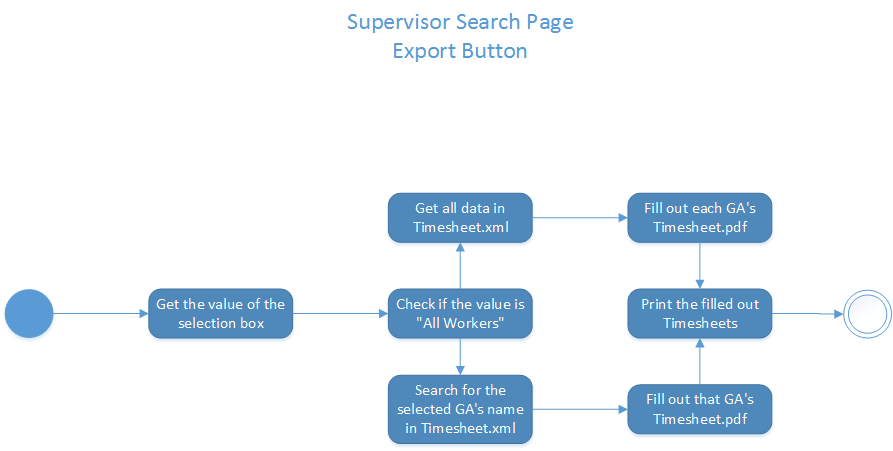 Supervisor Search Page
Export Button
Get all data in
Timesheet.xml
Fill out each GA's
Timesheet.pdf
Get the value of the
selection box
Check if the value is
"All Workers"
Print the filled out
Timesheets
Search for the
selected GA's name
in Timesheet.xml
Fill out that GA's
Timesheet.pdf